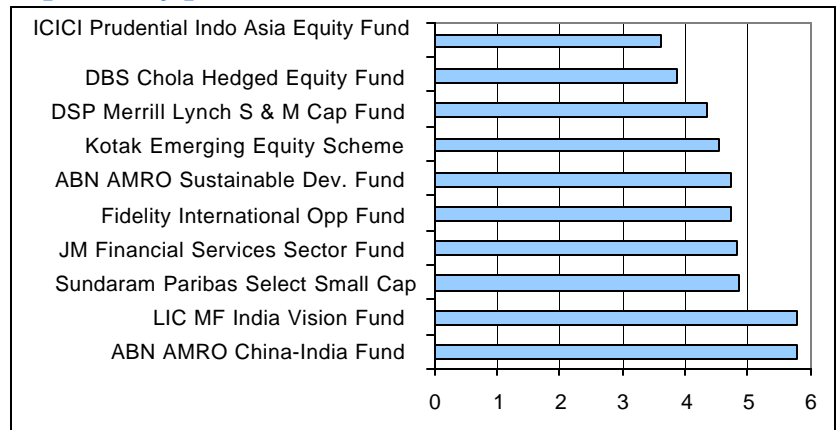 ICICI Prudential Indo Asia Equity Fund
DBS Chola Hedged Equity Fund
DSP Merrill Lynch S & M Cap Fund
Kotak Emerging Equity Scheme
ABN AMRO Sustainable Dev. Fund
Fidelity International Opp Fund
JM Financial Services Sector Fund
Sundaram Paribas Select Small Cap
LIC MF India Vision Fund
ABN AMRO China-India Fund
0 1 2 3 4 5 6